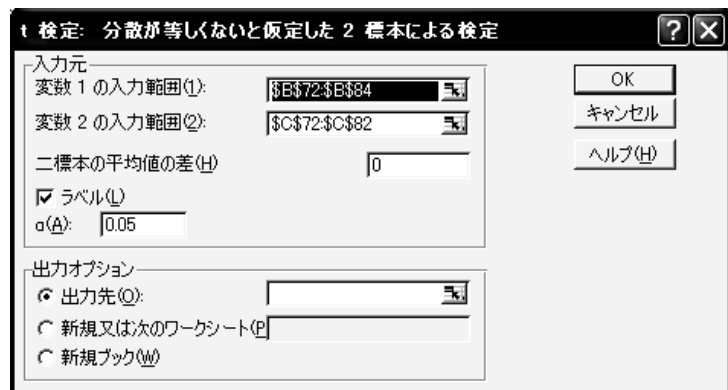 t 検定: 分散が等しくないと仮定した 2 標本による検定
入力元
変数 1 の入力範囲(1): $B$72:$B$84
変数 2 の入力範囲(2): $C$72:$C$82
二標本の平均値の差(H) 0
ラベル(L)
α(A): 0.05
OK
キャンセル
ヘルプ(H)
出力オプション
出力先(O):
新規又は次のワークシート(P
新規ブック(W)